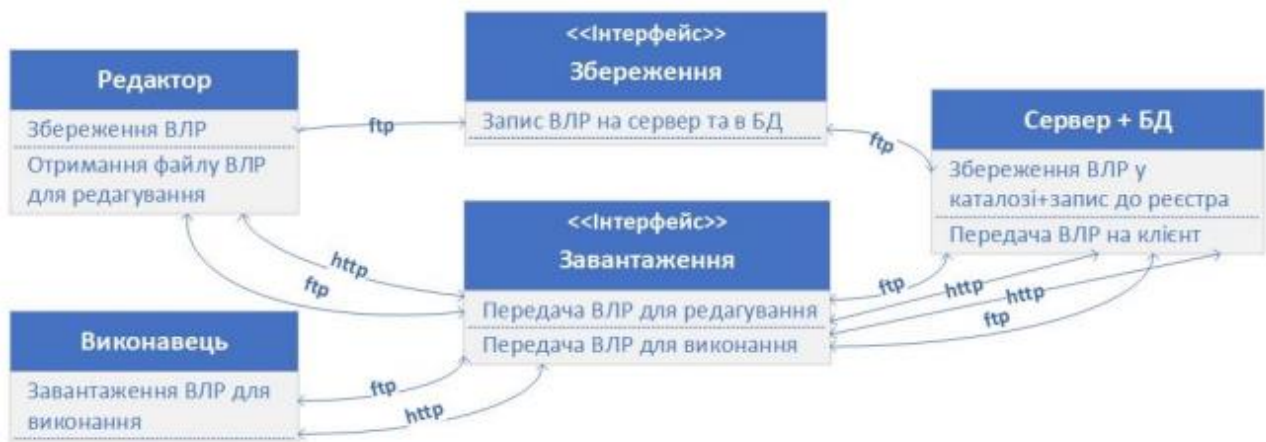 Редактор
Збереження ВЛР
Отримання файлу ВЛР
для редагування
ftp
<<Інтерфейс>>
Збереження
Запис ВЛР на сервер та в БД
ftp
Сервер + БД
Збереження ВЛР у
каталозі+запис до реєстра
Передача ВЛР на клієнт
http
ftp
<<Інтерфейс>>
Завантаження
Передача ВЛР для редагування
Передача ВЛР для виконання
ftp
http
http
ftp
Виконавець
Завантаження ВЛР для
виконання
ftp
http